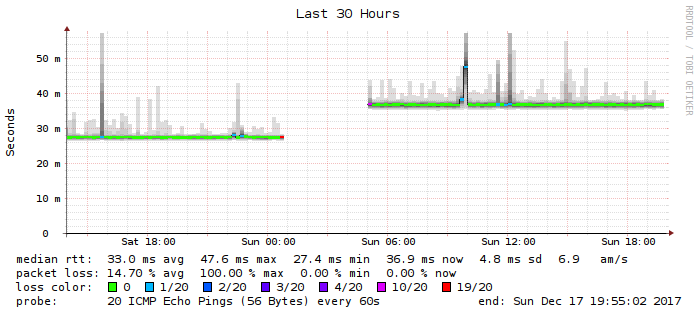 Last 30 Hours
RRDTOOL / TOBI OETIKER
Seconds
50 m
40 m
30 m
20 m
10 m
0
Sat 18:00 Sun 00:00 Sun 06:00 Sun 12:00 Sun 18:00
median rtt: 33.0 ms avg 47.6 ms max 27.4 ms min 36.9 ms now 4.8 ms sd 6.9 am/s
packet loss: 14.70 % avg 100.00 % max 0.00 % min 0.00 % now
loss color: 0 1/20 2/20 3/20 4/20 10/20 19/20
probe: 20 ICMP Echo Pings (56 Bytes) every 60s end: Sun Dec 17 19:55:02 2017